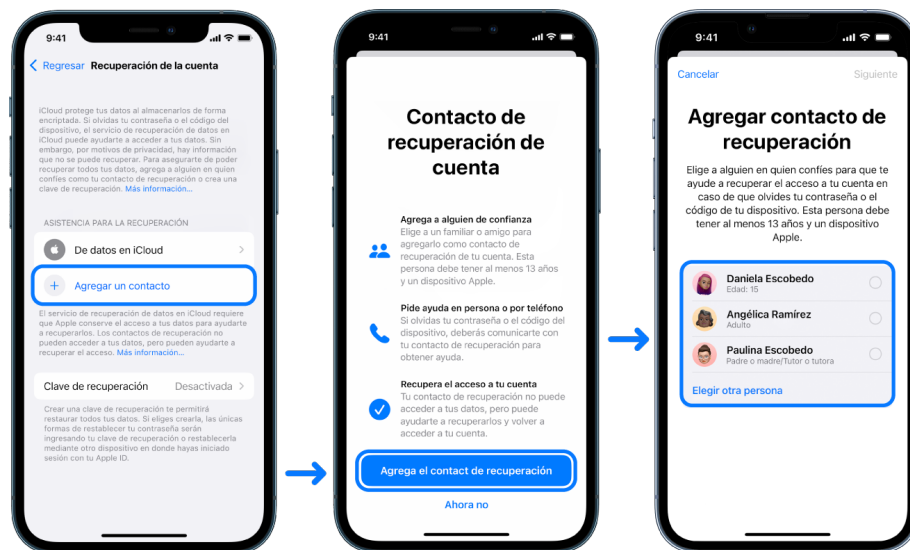 9:41
Regresar Recuperación de la cuenta
iCloud protege tus datos al almacenarlos de forma
encriptada. Si olvidas tu contraseña o el código del
dispositivo, el servicio de recuperación de datos en
iCloud puede ayudarte a acceder a tus datos. Sin
embargo, por motivos de privacidad, hay información
que no se puede recuperar. Para asegurarte de poder
recuperar todos tus datos, agrega a alguien en quien
confíes como tu contacto de recuperación o crea una
clave de recuperación. Más información...
ASISTENCIA PARA LA RECUPERACIÓN
De datos en iCloud
Agregar un contacto
El servicio de recuperación de datos en iCloud requiere
que Apple conserve el acceso a tus datos para ayudarte
a recuperarlos. Los contactos de recuperación no
pueden acceder a tus datos, pero pueden ayudarte a
recuperar el acceso. Más información...
Clave de recuperación Desactivada
Crear una clave de recuperación te permitirá
restaurar todos tus datos. Si eliges crearla, las únicas
formas de restablecer tu contraseña serán
ingresando tu clave de recuperación o restablecerla
mediante otro dispositivo en donde hayas iniciado
sesión con tu Apple ID.
9:41
Contacto de
recuperación de
cuenta
Agrega a alguien de confianza
Elige a un familiar o amigo para
agregarlo como contacto de
recuperación de tu cuenta. Esta
persona debe tener al menos 13 años
y un dispositivo Apple.
Pide ayuda en persona o por teléfono
Si olvidas tu contraseña o el código del
dispositivo, deberás comunicarte con
tu contacto de recuperación para
obtener ayuda.
Recupera el acceso a tu cuenta
Tu contacto de recuperación no puede
acceder a tus datos, pero puede
ayudarte a recuperarlos y volver a
acceder a tu cuenta.
Agrega el contact de recuperación
Ahora no
9:41
Cancelar Siguiente
Agregar contacto de
recuperación
Elige a alguien en quien confíes para que te
ayude a recuperar el acceso a tu cuenta en
caso de que olvides tu contraseña o el
código de tu dispositivo. Esta persona debe
tener al menos 13 años y un dispositivo
Apple.
Daniela Escobedo
Edad: 15
Angélica Ramírez
Adulto
Paulina Escobedo
Padre o madre/Tutor o tutora
Elegir otra persona